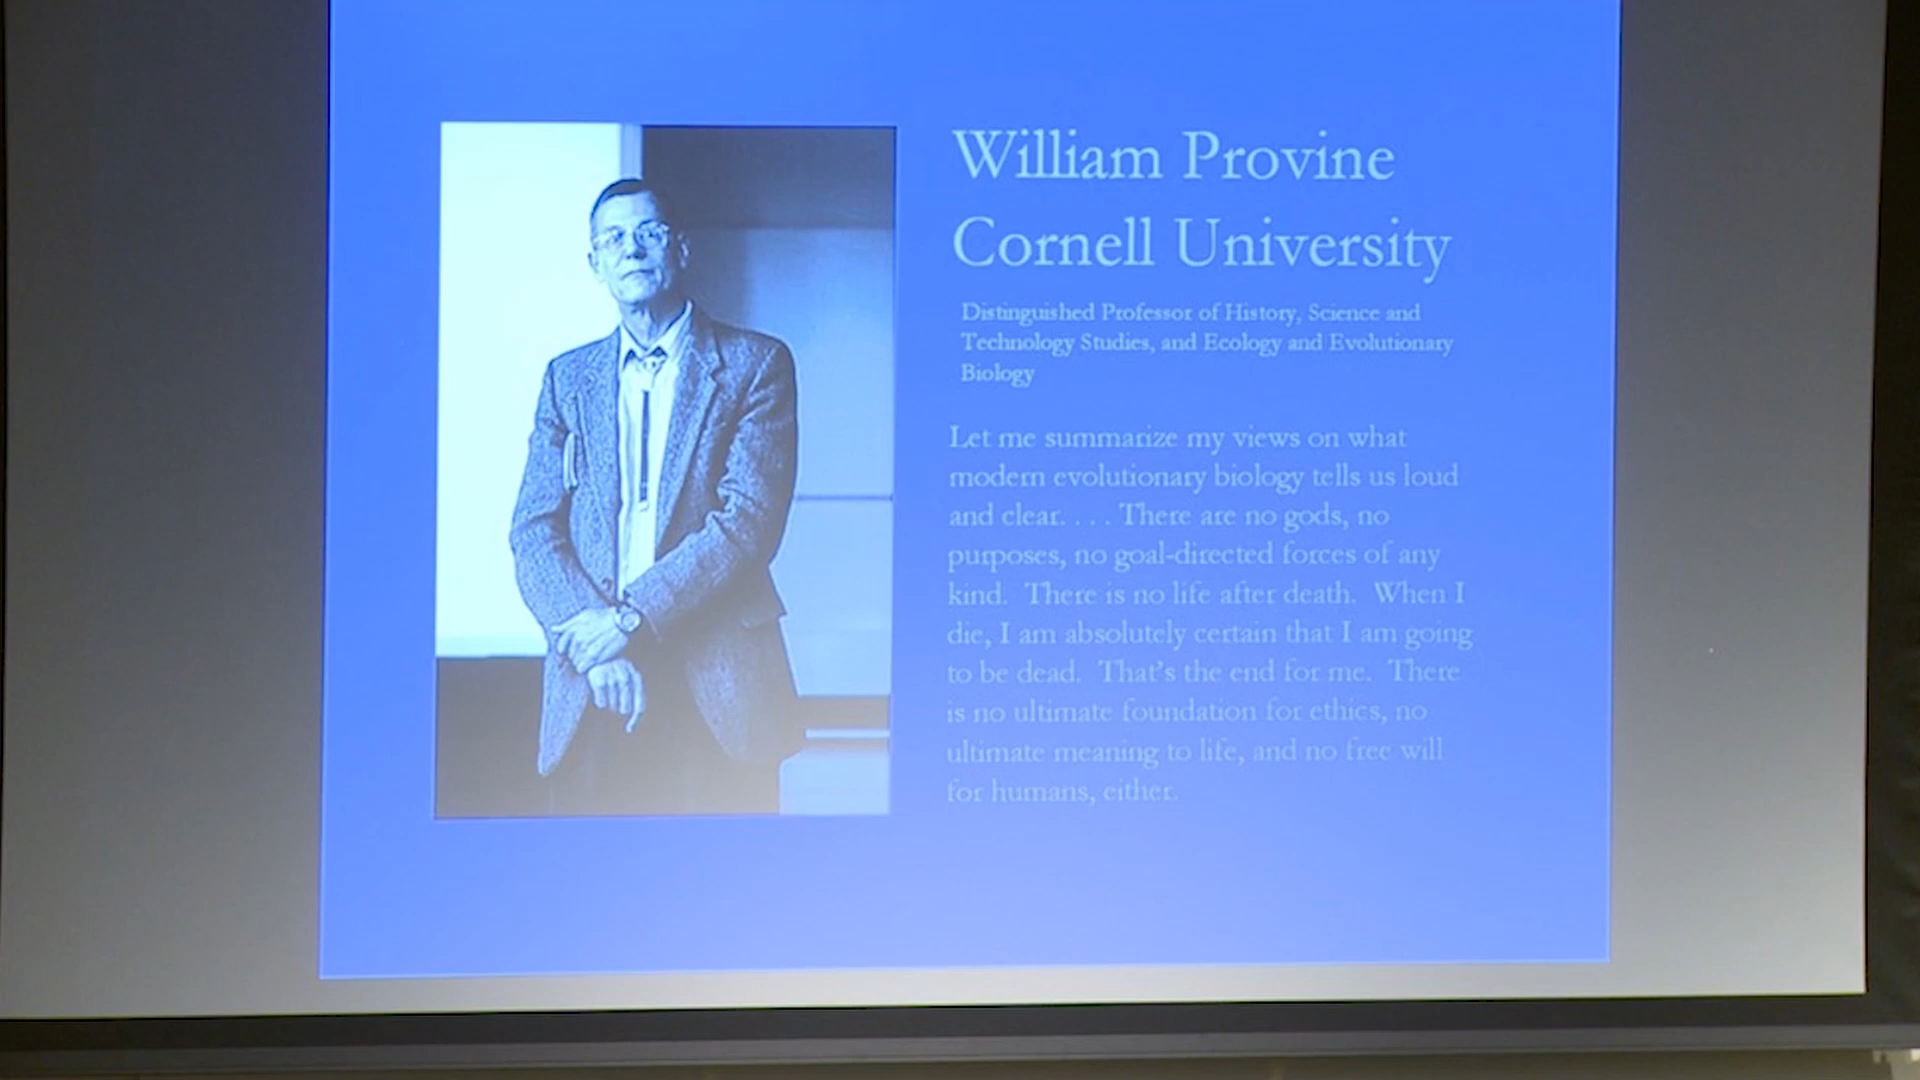 William Provine
Cornell University
Distinguished Professor of History, Science and
Technology Studies, and Ecology and Evolutionary
Biology
Let me summarize my views on what
modern evolutionary biology tells us loud
and clear. . . . There are no gods, no
purposes, no goal-directed forces of any
kind.  There is no life after death.  When I
die, I am absolutely certain that I am going
to be dead.  That's the end for me.  There
is no ultimate foundation for ethics, no
ultimate meaning to life, and no free will
for humans, either.